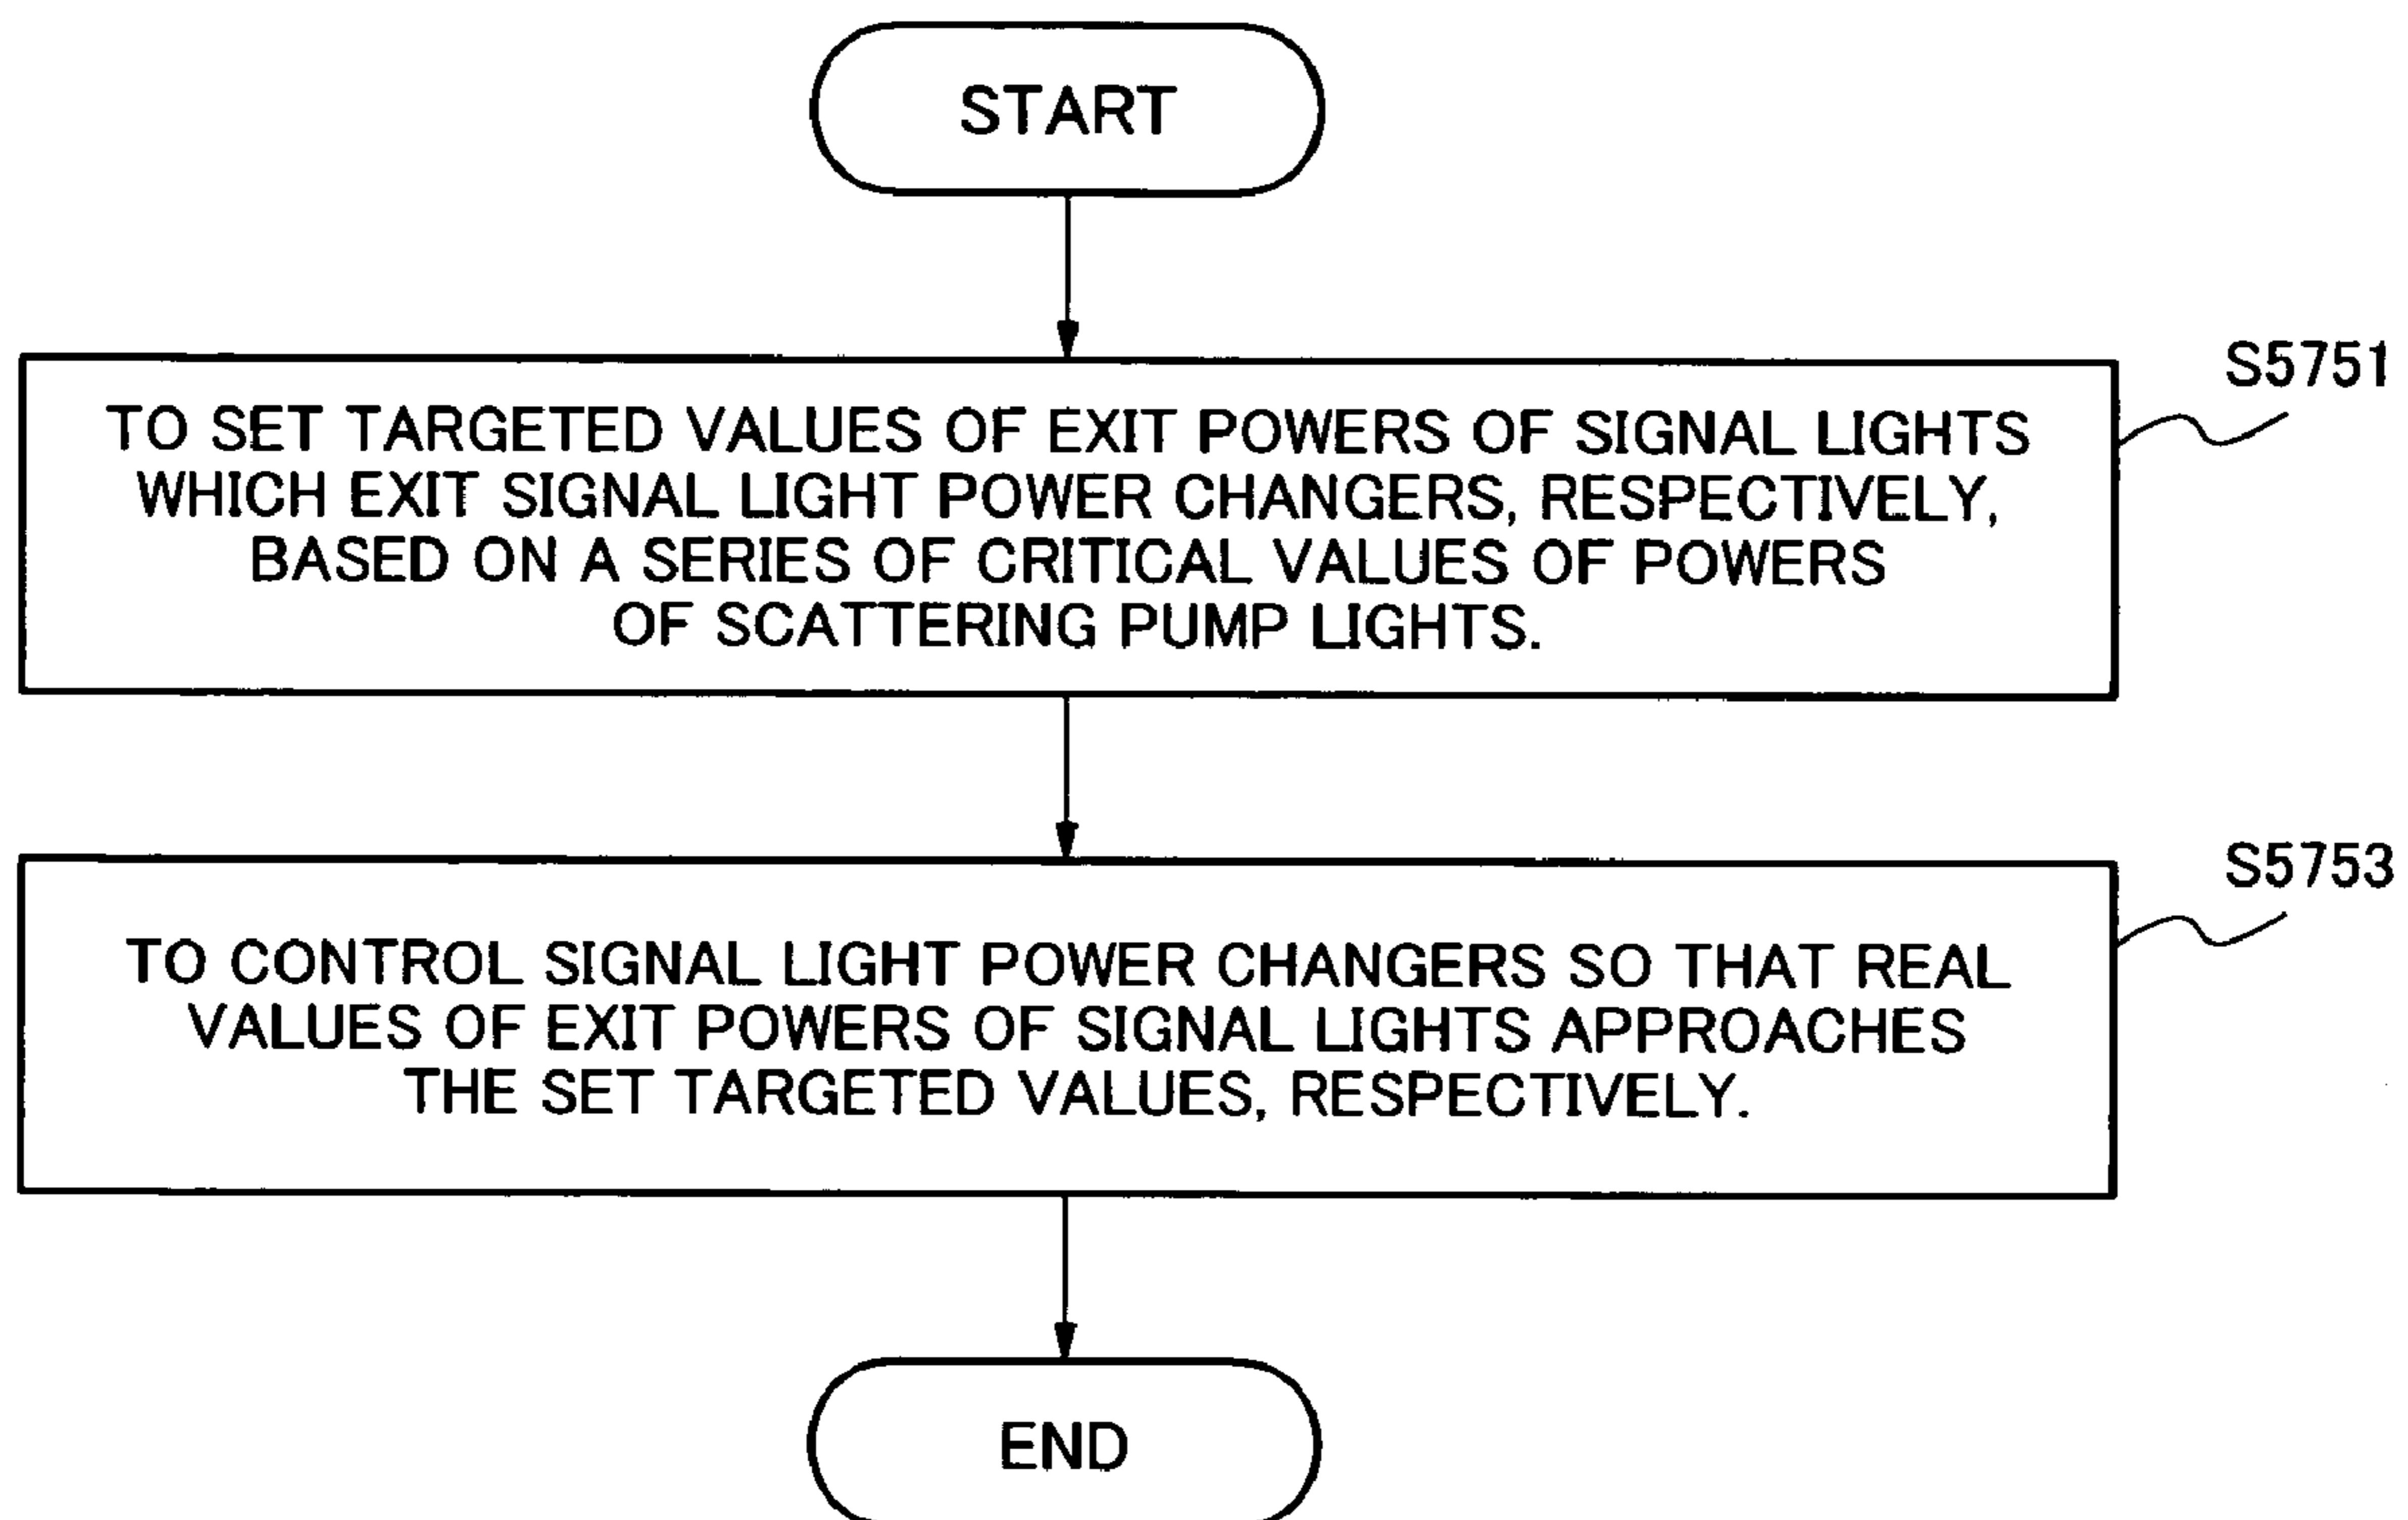 START
S5751
TO SET TARGETED VALUES OF EXIT POWERS OF SIGNAL LIGHTS
WHICH EXIT SIGNAL LIGHT POWER CHANGERS, RESPECTIVELY,
BASED ON A SERIES OF CRITICAL VALUES OF POWERS
OF SCATTERING PUMP LIGHTS.
S5753
TO CONTROL SIGNAL LIGHT POWER CHANGERS SO THAT REAL
VALUES OF EXIT POWERS OF SIGNAL LIGHTS APPROACHES
THE SET TARGETED VALUES, RESPECTIVELY.
END